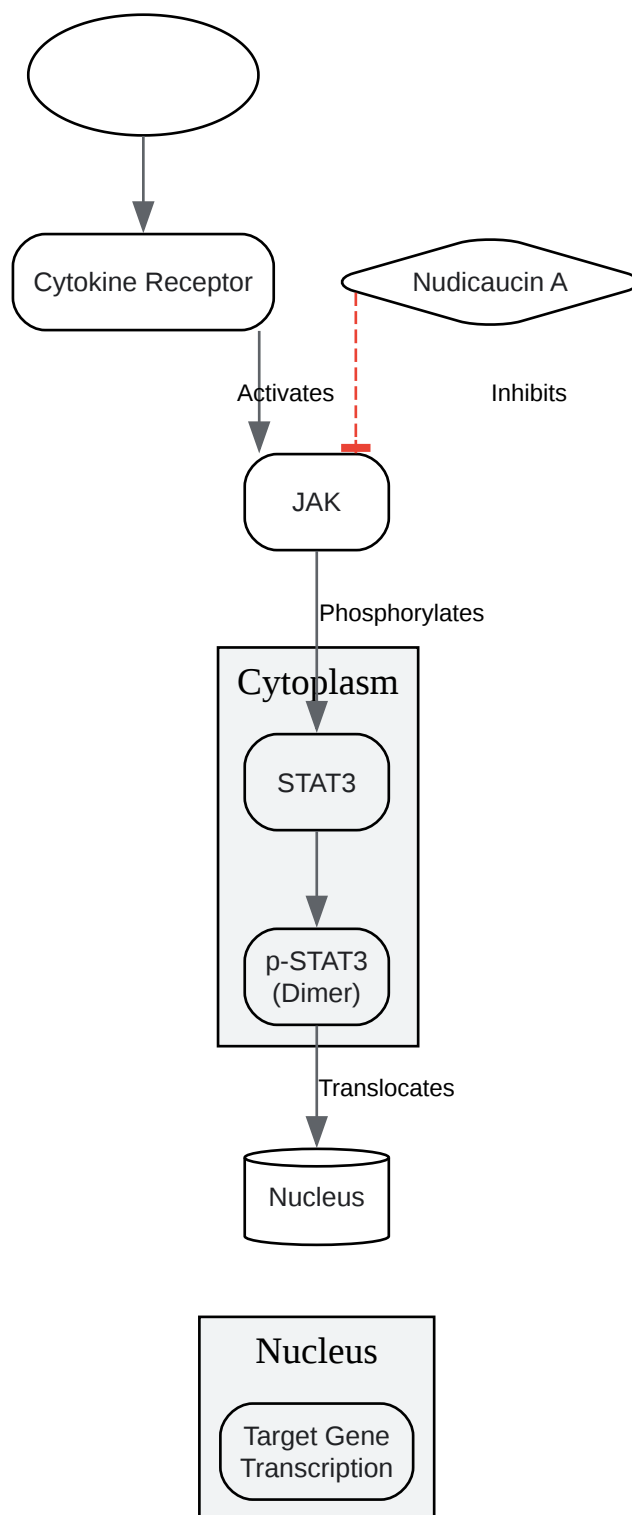 Cytokine Receptor
Nudicaucin A
Activates
Inhibits
JAK
Phosphorylates
Cytoplasm
STAT3
p-STAT3
(Dimer)
Translocates
Nucleus
Nucleus
Target Gene
Transcription